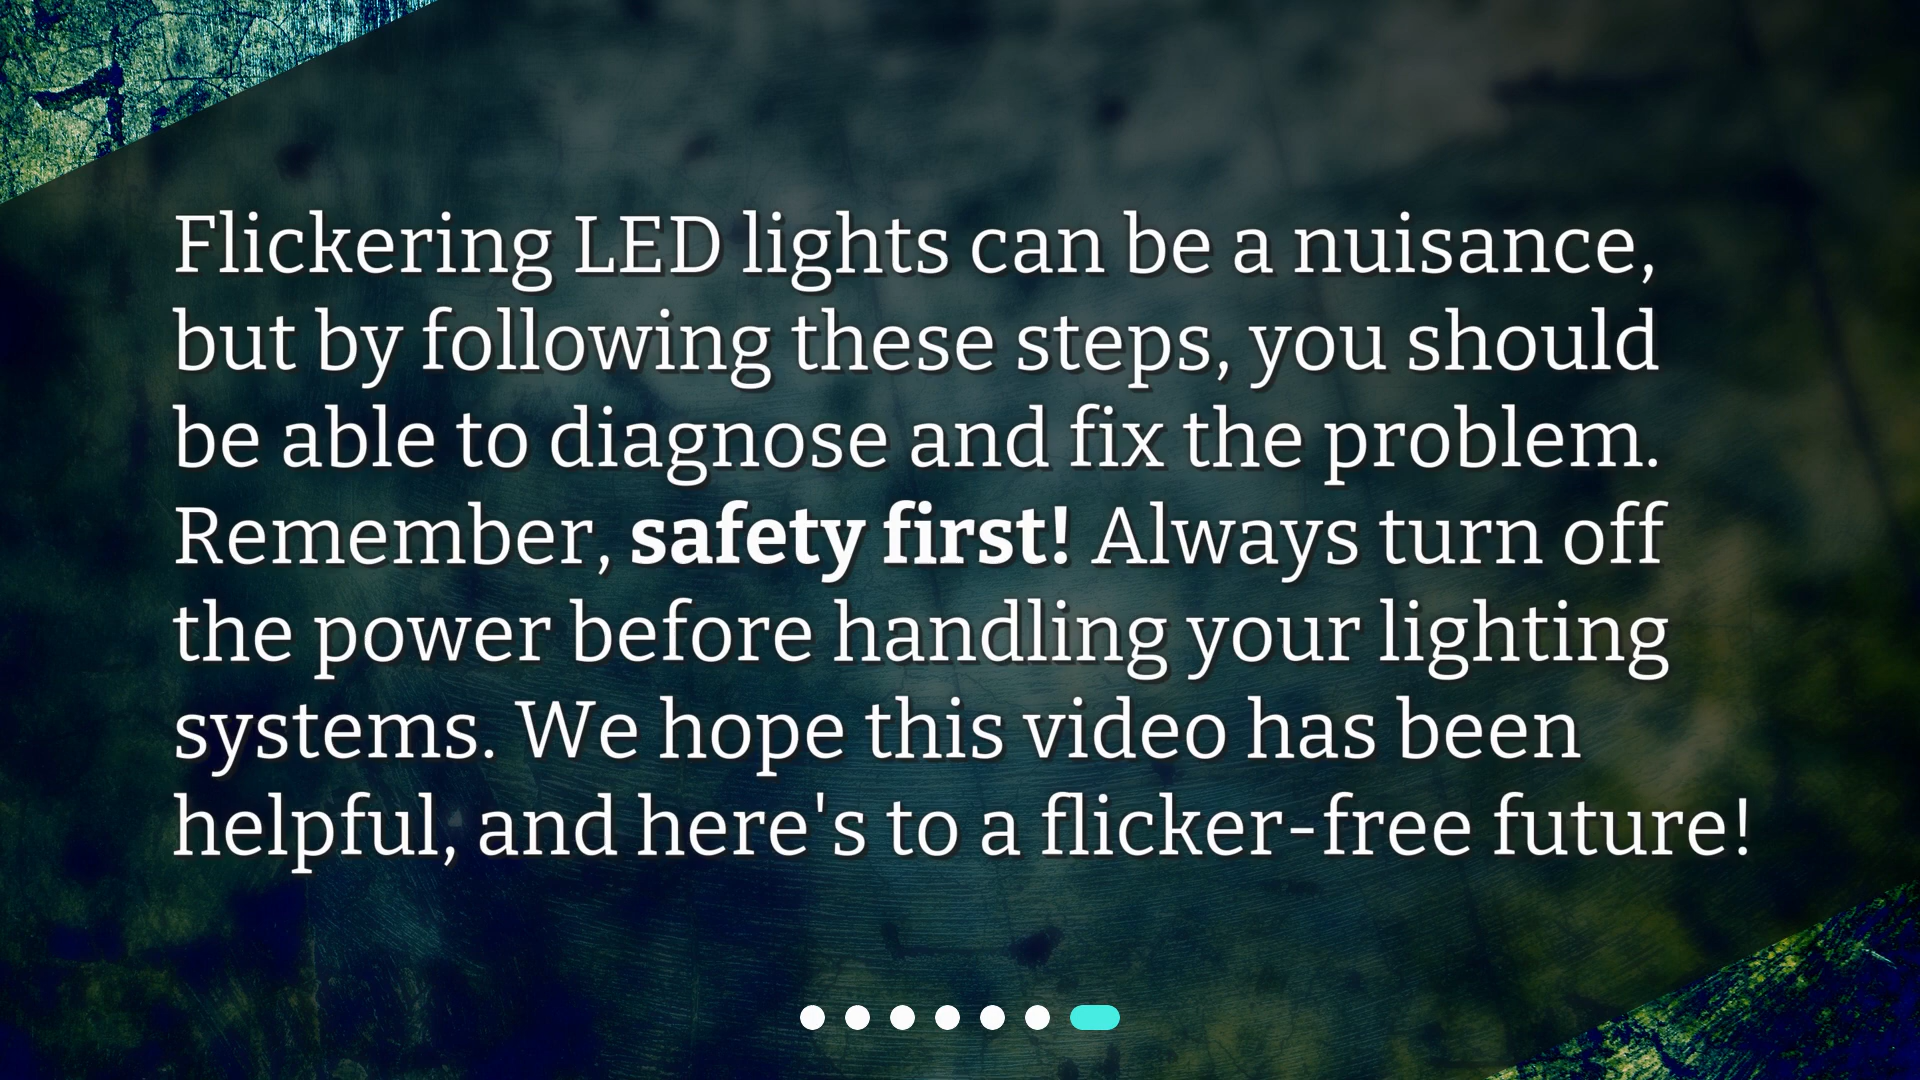 Flickering LED lights can be a nuisance,
but by following these steps, you should
be able to diagnose and fix the problem.
Remember, safety first! Always turn off
the power before handling your lighting
systems. We hope this video has been
helpful, and here's to a flicker-free future!